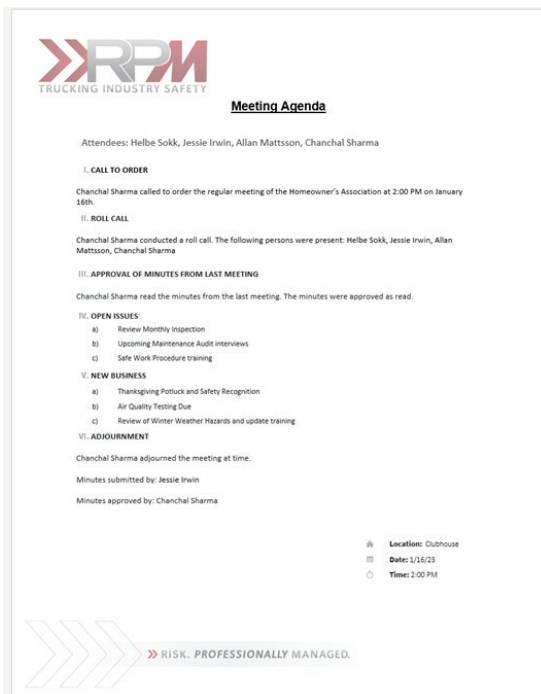 RPM
TRUCKING INDUSTRY SAFETY
Meeting Agenda
Attendees: Helbe Sokk, Jessie Irwin, Allan Mattsson, Chanchal Sharma
I. CALL TO ORDER
Chanchal Sharma called to order the regular meeting of the Homeowner's Association at 2:00 PM on January
16th.
II. ROLL CALL
Chanchal Sharma conducted a roll call. The following persons were present: Helbe Sokk, Jessie Irwin, Allan
Mattsson, Chanchal Sharma
III. APPROVAL OF MINUTES FROM LAST MEETING
Chanchal Sharma read the minutes from the last meeting. The minutes were approved as read.
IV. OPEN ISSUES
a) Review Monthly Inspection
b) Upcoming Maintenance Audit interviews
c) Safe Work Procedure training
V. NEW BUSINESS
a) Thanksgiving Potluck and Safety Recognition
b) Air Quality Testing Due
c) Review of Winter Weather Hazards and update training
VI. ADJOURNMENT
Chanchal Sharma adjourned the meeting at time.
Minutes submitted by: Jessie Irwin
Minutes approved by: Chanchal Sharma
Location: Clubhouse
Date: 1/16/23
Time: 2:00 PM
RISK. PROFESSIONALLY MANAGED.